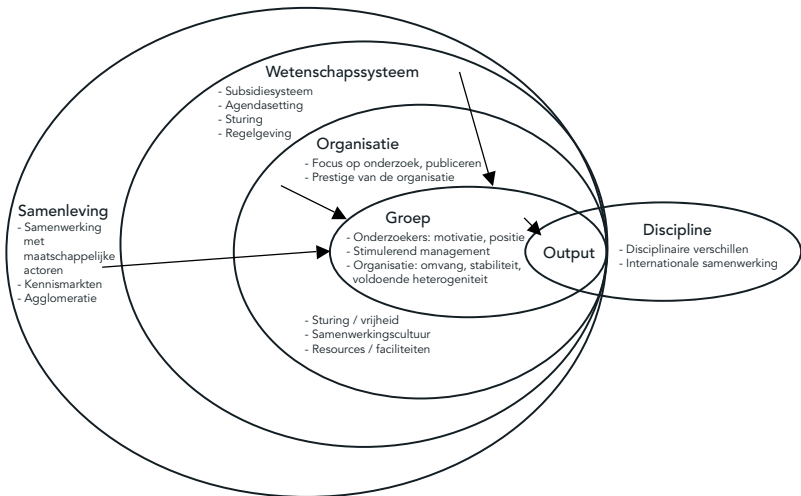 Wetenschapssysteem
- Subsidiesysteem
- Agendasetting
- Sturing
- Regelgeving
Organisatie
- Focus op onderzoek, publiceren
- Prestige van de organisatie
Samenleving
- Samenwerking
met
maatschappelijke
actoren
- Kennismarkten
- Agglomeratie
Groep
- Onderzoekers: motivatie, positie
- Stimulerend management
- Organisatie: omvang, stabiliteit,
voldoende heterogeniteit
Output
Discipline
- Disciplinaire verschillen
- Internationale samenwerking
- Sturing / vrijheid
- Samenwerkingscultuur
- Resources / faciliteiten